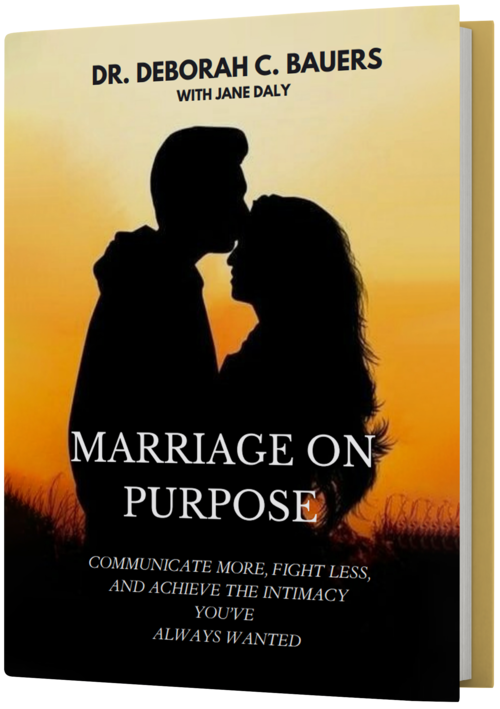 DR. DEBORAH C. BAUERS
WITH JANE DALY
MARRIAGE ON
PURPOSE
COMMUNICATE MORE, FIGHT LESS,
AND ACHIEVE THE INTIMACY
YOU'VE
ALWAYS WANTED